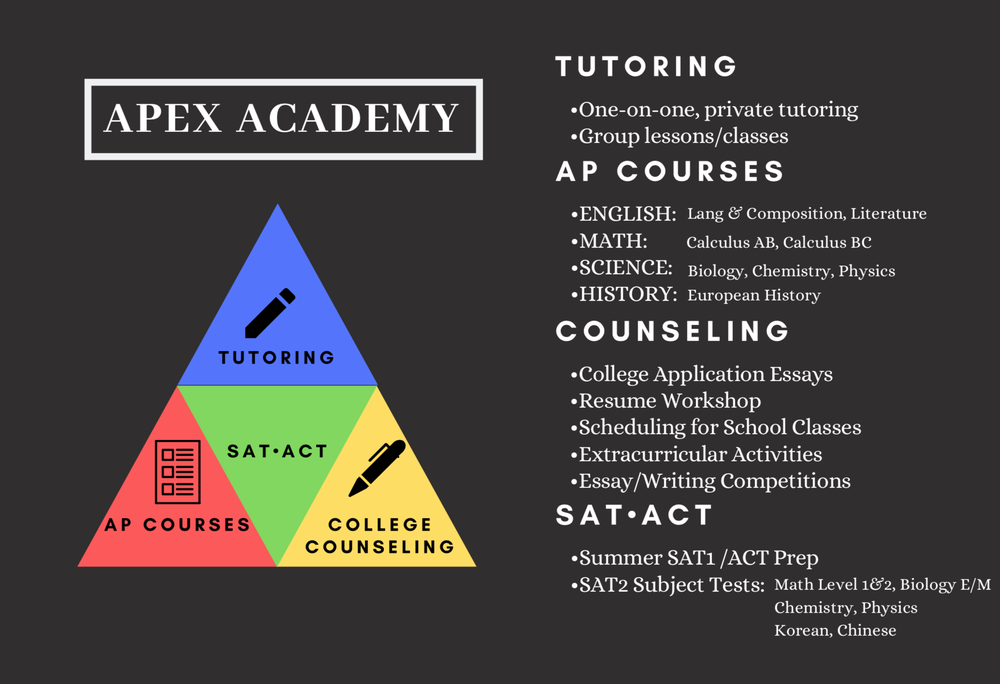 APEX ACADEMY
TUTORING
SAT•ACT
AP COURSES
COLLEGE
COUNSELING
TUTORING
•One-on-one, private tutoring
•Group lessons/classes
AP COURSES
•ENGLISH: Lang & Composition, Literature
•MATH: Calculus AB, Calculus BC
•SCIENCE: Biology, Chemistry, Physics
•HISTORY: European History
COUNSELING
•College Application Essays
•Resume Workshop
•Scheduling for School Classes
•Extracurricular Activities
•Essay/Writing Competitions
SAT•ACT
•Summer SAT1 /ACT Prep
•SAT2 Subject Tests: Math Level 1&2, Biology E/M
Chemistry, Physics
Korean, Chinese